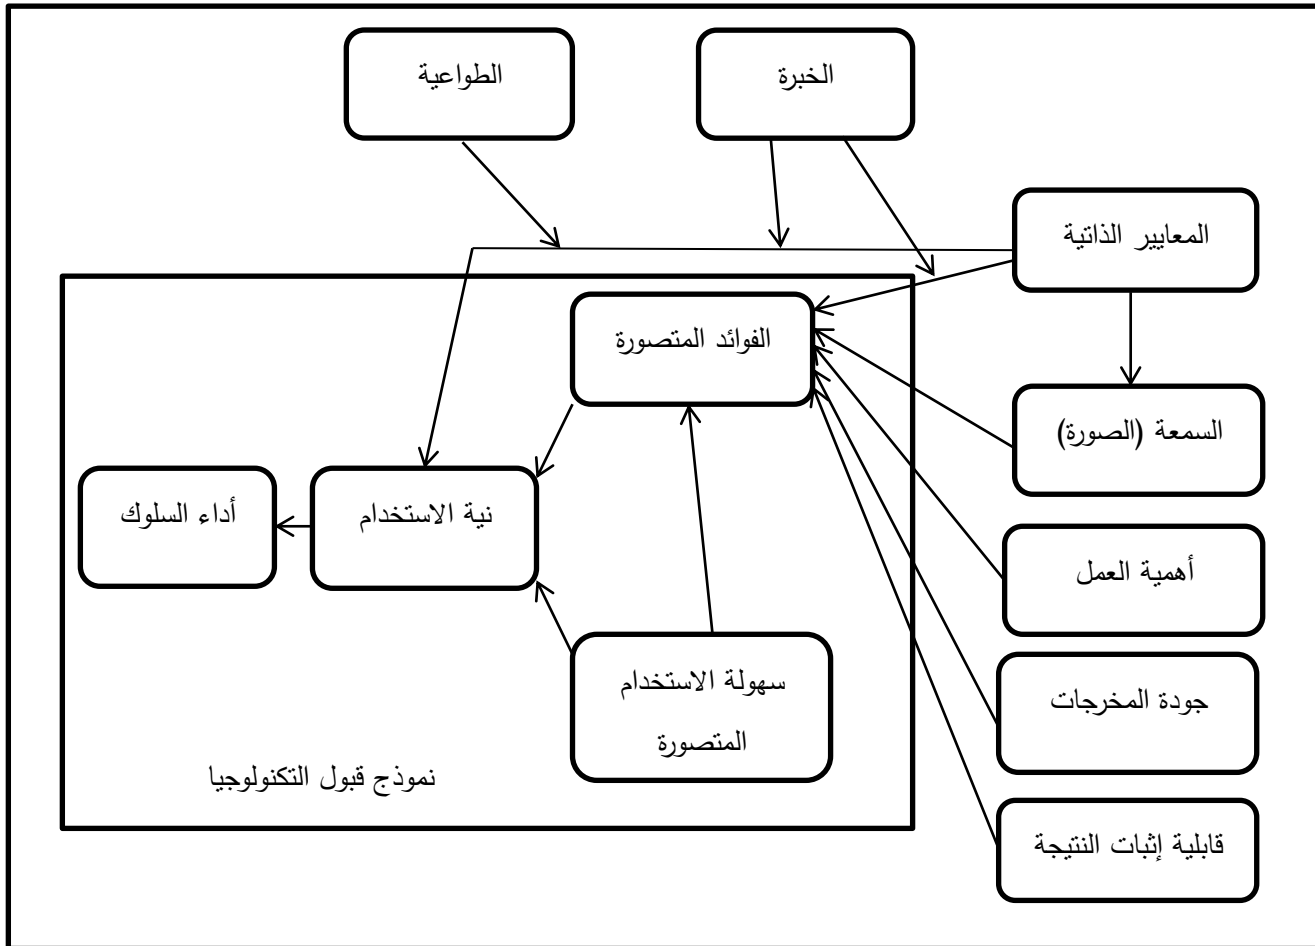 الخبرة
الطواعية
المعايير الذاتية
الفوائد المتصورة
السمعة (الصورة)
نية الاستخدام
أداء السلوك
أهمية العمل
سهولة الاستخدام
المتصورة
جودة المخرجات
نموذج قبول التكنولوجيا
قابلية إثبات النتيجة